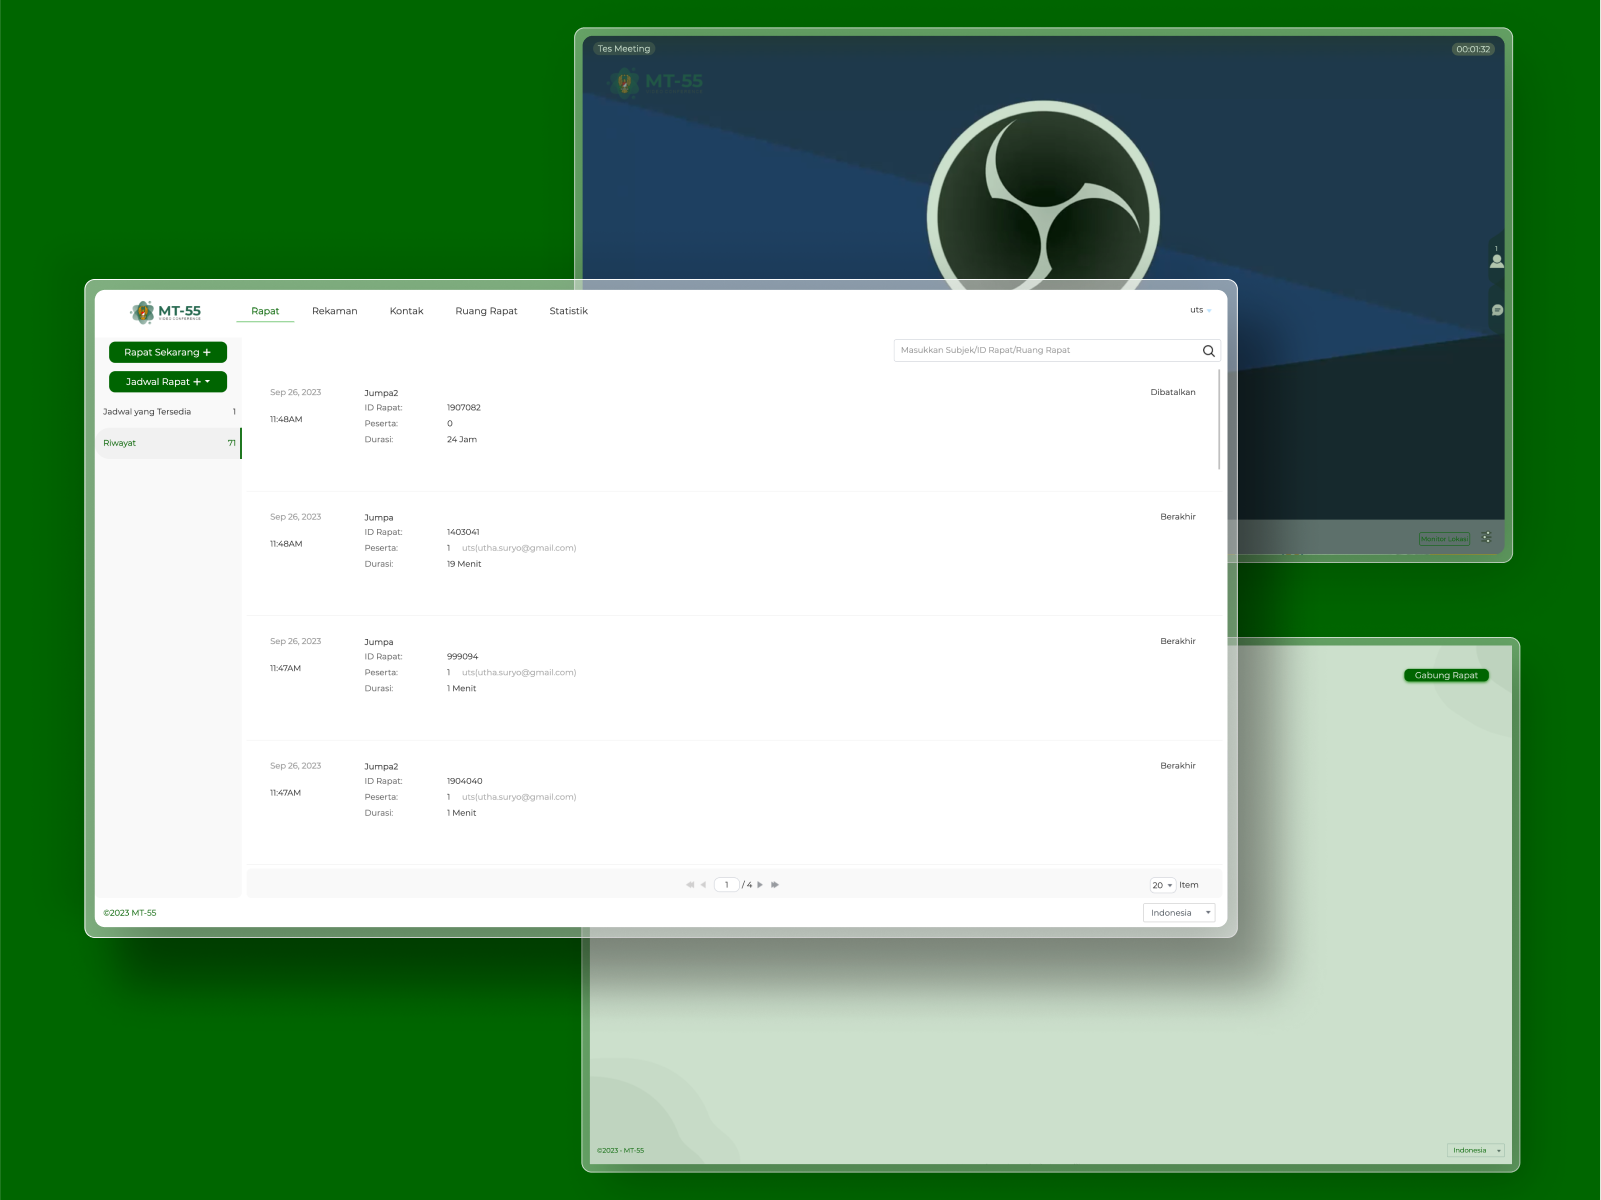 Tes Meeting
00:01:32
MT-55
VIDEO CONFERENCE
1
MT-55
VIDEO CONFERENCE
Rapat
Rekaman
Kontak
Ruang Rapat
Statistik
uts
Rapat Sekarang +
Jadwal Rapat +
Jadwal yang Tersedia 1
Riwayat 71
Masukkan Subjek/ID Rapat/Ruang Rapat
Sep 26, 2023
11:48AM
Jumpa2
ID Rapat: 1907082
Peserta: 0
Durasi: 24 Jam
Dibatalkan
Sep 26, 2023
11:48AM
Jumpa
ID Rapat: 1403041
Peserta: 1 uts(utha.suryo@gmail.com)
Durasi: 19 Menit
Berakhir
Sep 26, 2023
11:47AM
Jumpa
ID Rapat: 999094
Peserta: 1 uts(utha.suryo@gmail.com)
Durasi: 1 Menit
Berakhir
Sep 26, 2023
11:47AM
Jumpa2
ID Rapat: 1904040
Peserta: 1 uts(utha.suryo@gmail.com)
Durasi: 1 Menit
Berakhir
1 / 4
20 Item
©2023 MT-55
Indonesia
Monitor Lokasi
Gabung Rapat
©2023 - MT-55
Indonesia